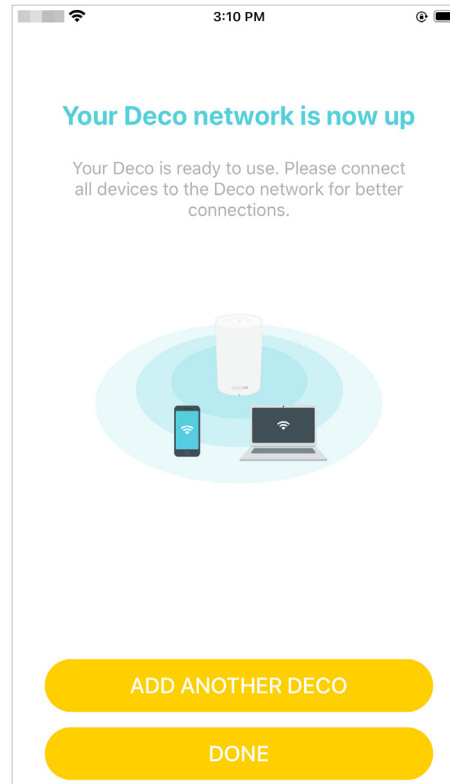 3:10 PM
Your Deco network is now up
Your Deco is ready to use. Please connect
all devices to the Deco network for better
connections.
ADD ANOTHER DECO
DONE